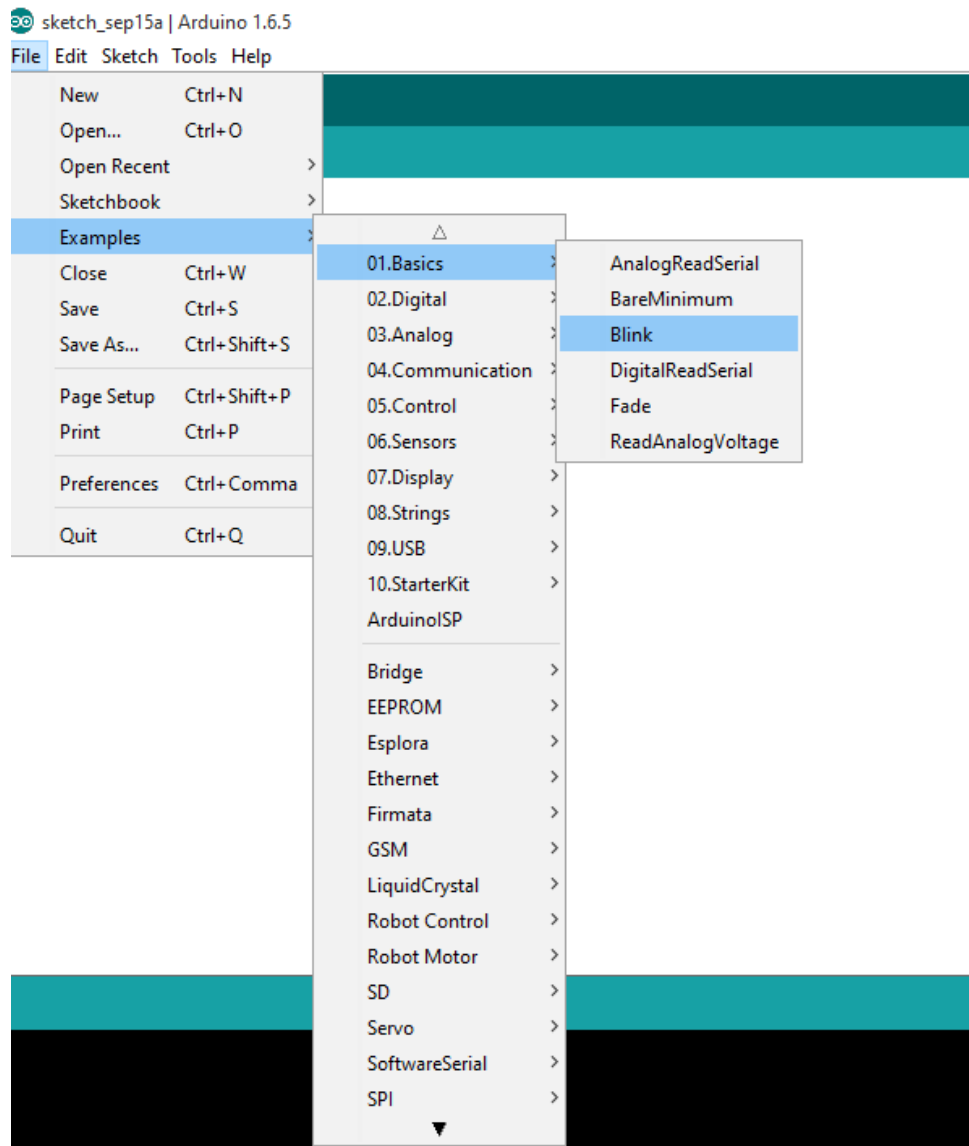 sketch_sep15a | Arduino 1.6.5
File Edit Sketch Tools Help
New Ctrl+N
Open... Ctrl+O
Open Recent
Sketchbook
Examples
Close Ctrl+W
Save Ctrl+S
Save As... Ctrl+Shift+S
Page Setup Ctrl+Shift+P
Print Ctrl+P
Preferences Ctrl+Comma
Quit Ctrl+Q
01.Basics
02.Digital
03.Analog
04.Communication
05.Control
06.Sensors
07.Display
08.Strings
09.USB
10.StarterKit
ArduinoISP
Bridge
EEPROM
Esplora
Ethernet
Firmata
GSM
LiquidCrystal
Robot Control
Robot Motor
SD
Servo
SoftwareSerial
SPI
AnalogReadSerial
BareMinimum
Blink
DigitalReadSerial
Fade
ReadAnalogVoltage